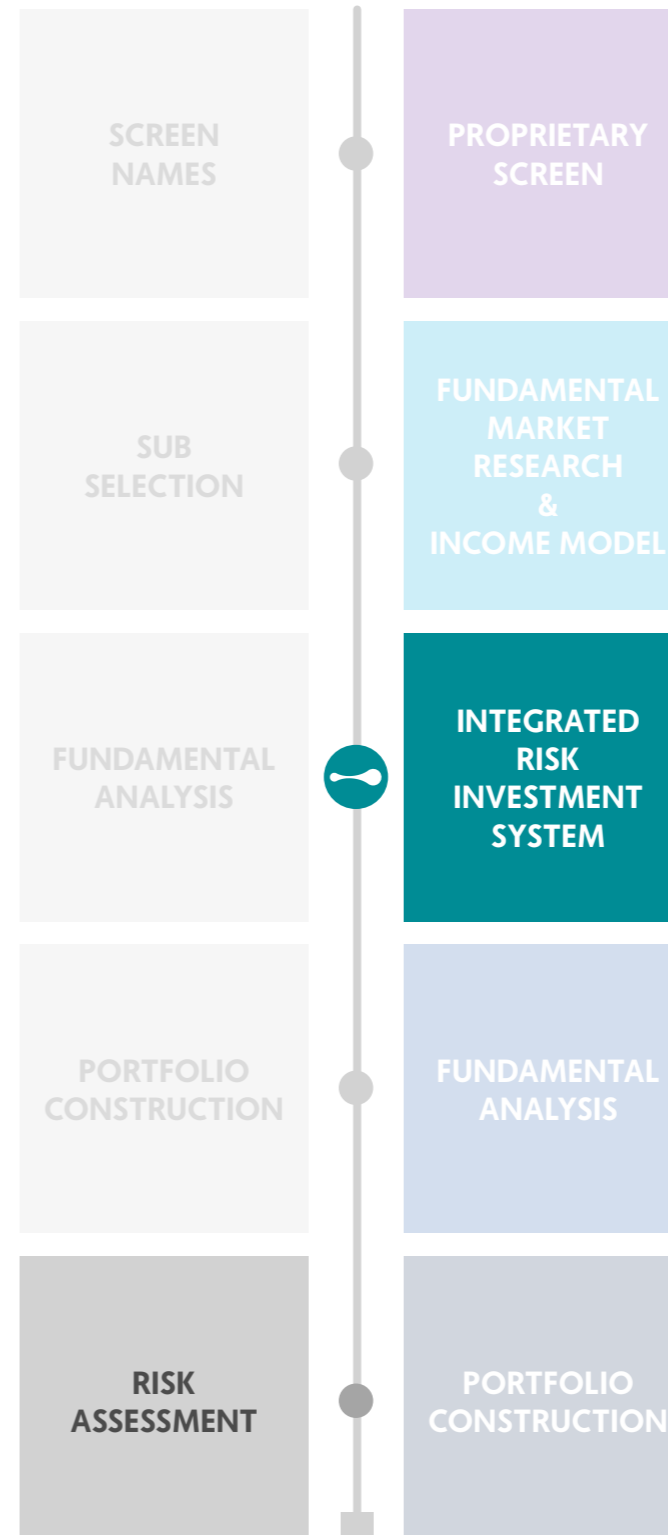 SCREEN
NAMES
PROPRIETARY
SCREEN
SUB
SELECTION
FUNDAMENTAL
MARKET
RESEARCH
&
INCOME MODEL
FUNDAMENTAL
ANALYSIS
INTEGRATED
RISK
INVESTMENT
SYSTEM
PORTFOLIO
CONSTRUCTION
FUNDAMENTAL
ANALYSIS
RISK
ASSESSMENT
PORTFOLIO
CONSTRUCTION